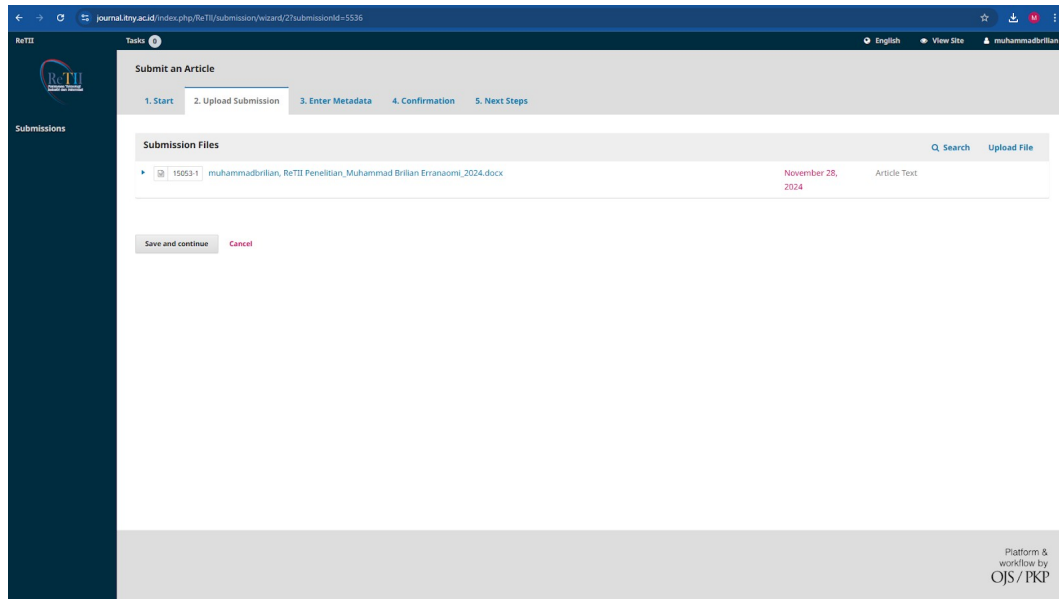 journal.itny.ac.id/index.php/ReTII/submission/wizard/2?submissionId=5536
M
ReTII
Tasks 0
English
View Site
muhammadbrilian
ReTII
Submissions
Submit an Article
1. Start
2. Upload Submission
3. Enter Metadata
4. Confirmation
5. Next Steps
Submission Files
Search
Upload File
15053-1
muhammadbrilian, ReTII Penelitian_Muhammad Brilian Erranaomi_2024.docx
November 28,
2024
Article Text
Save and continue
Cancel
Platform &
workflow by
OJS / PKP